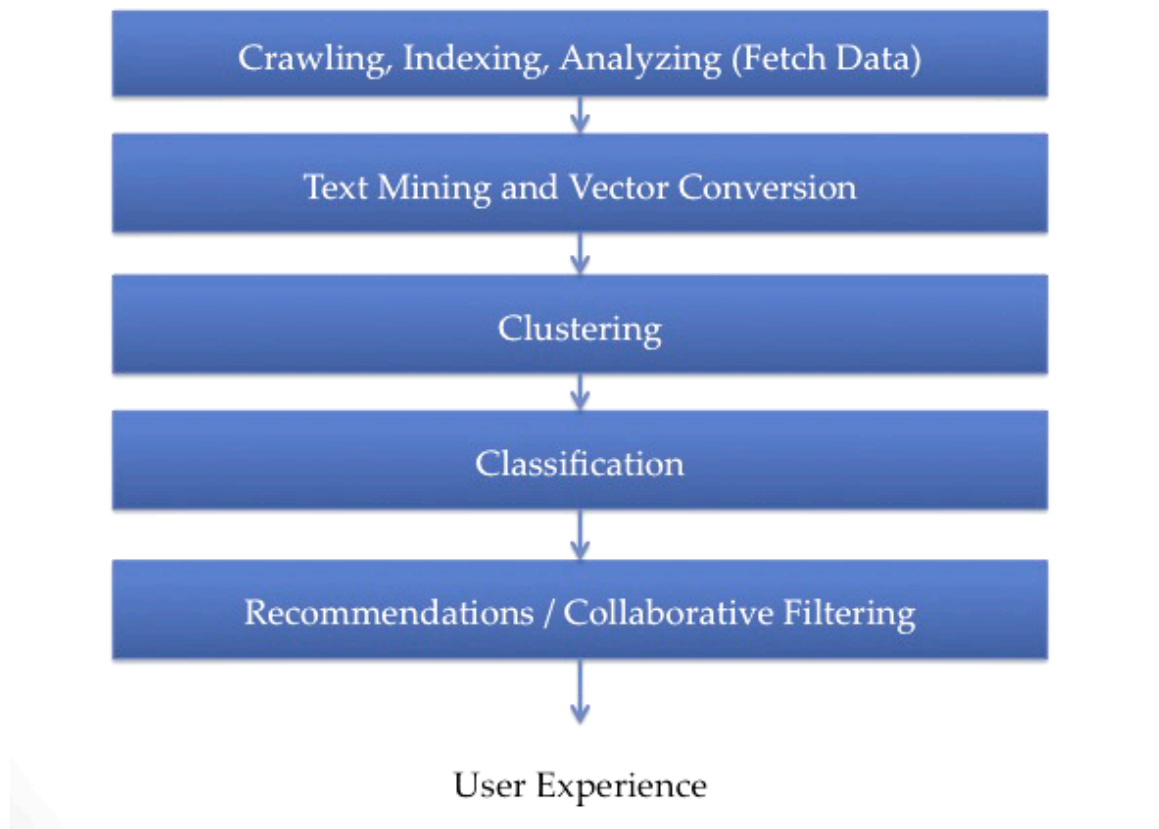 Crawling, Indexing, Analyzing (Fetch Data)
Text Mining and Vector Conversion
Clustering
Classification
Recommendations / Collaborative Filtering
User Experience